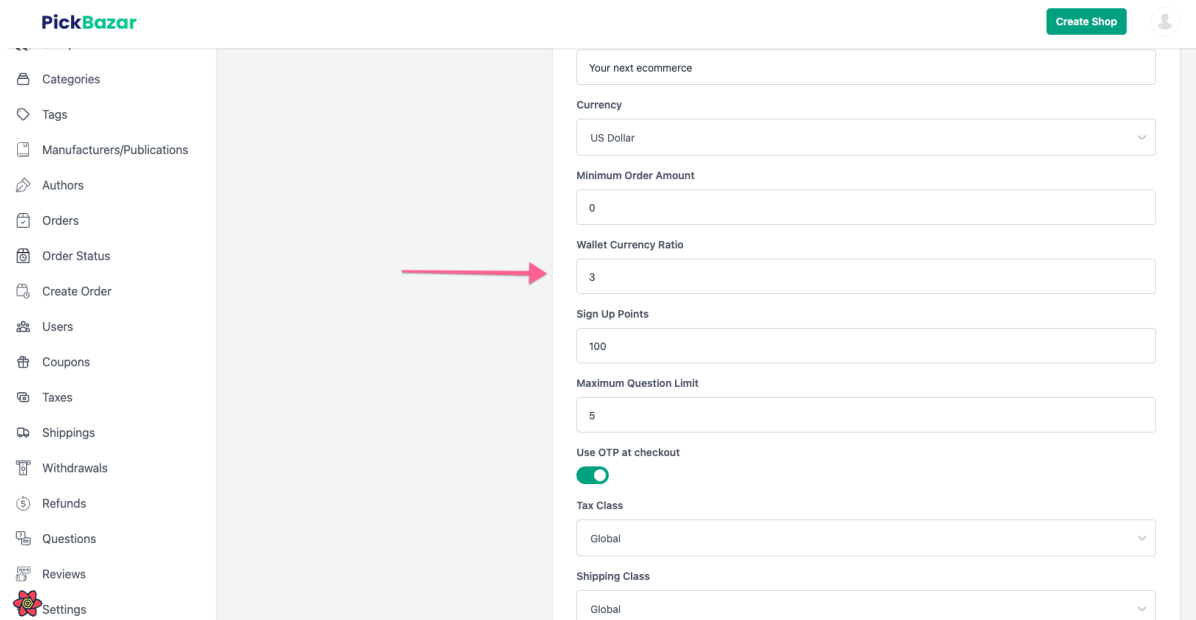 PickBazar
Create Shop
Categories
Tags
Manufacturers/Publications
Authors
Orders
Order Status
Create Order
Users
Coupons
Taxes
Shippings
Withdrawals
Refunds
Questions
Reviews
Settings
Your next ecommerce
Currency
US Dollar
Minimum Order Amount
0
Wallet Currency Ratio
3
Sign Up Points
100
Maximum Question Limit
5
Use OTP at checkout
Tax Class
Global
Shipping Class
Global